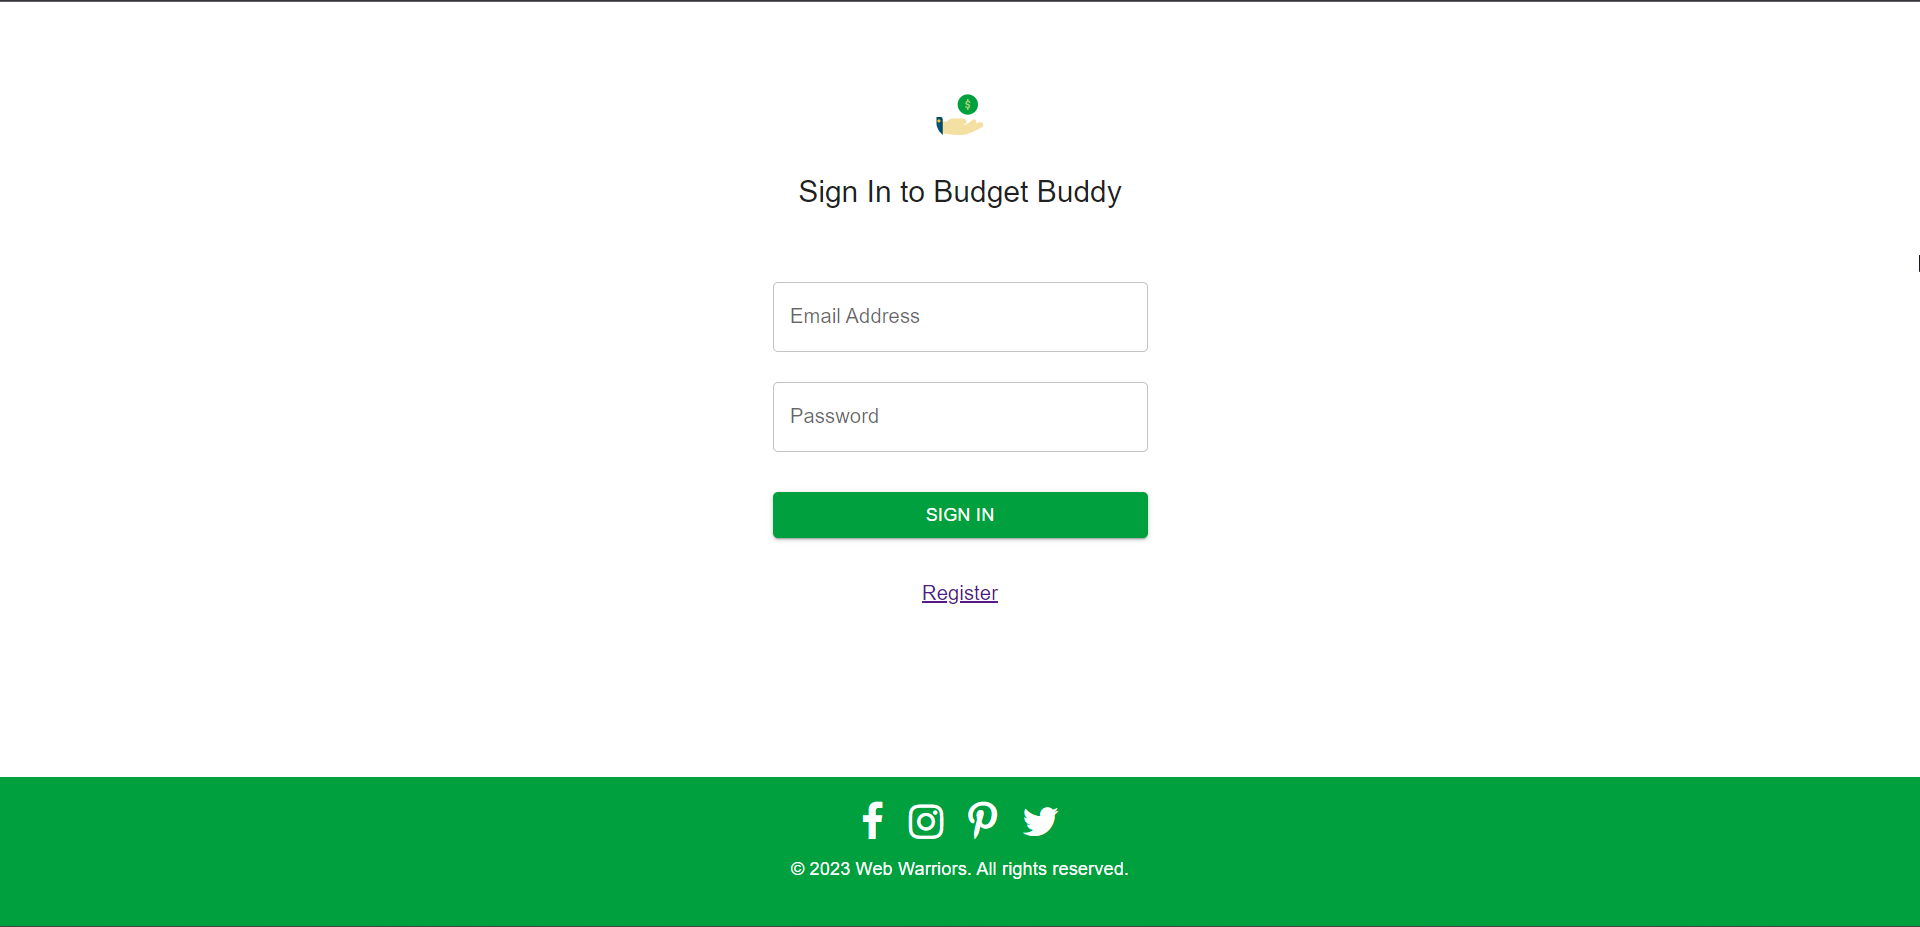 $
Sign In to Budget Buddy
Email Address
Password
SIGN IN
Register
© 2023 Web Warriors. All rights reserved.